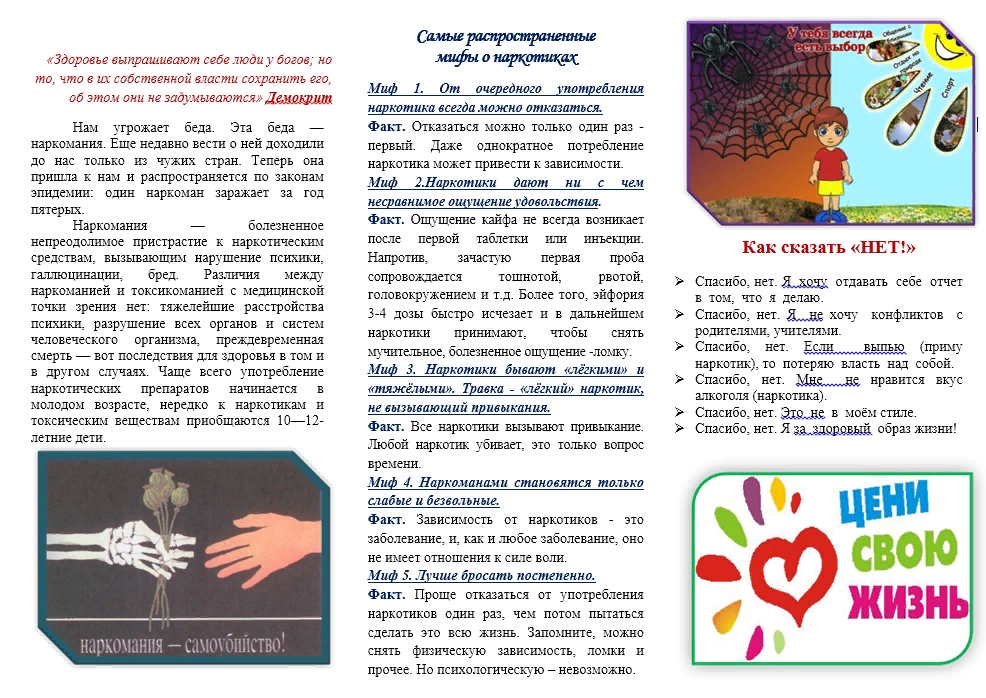 «Здоровье выпрашивают себе люди у богов; но
то, что в их собственной власти сохранить его,
об этом они не задумываются» Демокрит
Нам угрожает беда. Эта беда —
наркомания. Еще недавно вести о ней доходили
до нас только из чужих стран. Теперь она
пришла к нам и распространяется по законам
эпидемии: один наркоман заражает за год
пятерых.
Наркомания — болезненное
непреодолимое пристрастие к наркотическим
средствам, вызывающим нарушение психики,
галлюцинации, бред. Различия между
наркоманией и токсикоманией с медицинской
точки зрения нет: тяжелейшие расстройства
психики, разрушение всех органов и систем
человеческого организма, преждевременная
смерть — вот последствия для здоровья в том и
в другом случаях. Чаще всего употребление
наркотических препаратов начинается в
молодом возрасте, нередко к наркотикам и
токсическим веществам приобщаются 10—12-
летние дети.
наркомания — самоубийство!
Самые распространенные
мифы о наркотиках
Миф 1. От очередного употребления
наркотика всегда можно отказаться.
Факт. Отказаться можно только один раз -
первый. Даже однократное потребление
наркотика может привести к зависимости.
Миф 2.Наркотики дают ни с чем
несравнимое ощущение удовольствия.
Факт. Ощущение кайфа не всегда возникает
после первой таблетки или инъекции.
Напротив, зачастую первая проба
сопровождается тошнотой, рвотой,
головокружением и т.д. Более того, эйфория
3-4 дозы быстро исчезает и в дальнейшем
наркотики принимают, чтобы снять
мучительное, болезненное ощущение -ломку.
Миф 3. Наркотики бывают «лёгкими» и
«тяжёлыми». Травка - «лёгкий» наркотик,
не вызывающий привыкания.
Факт. Все наркотики вызывают привыкание.
Любой наркотик убивает, это только вопрос
времени.
Миф 4. Наркоманами становятся только
слабые и безвольные.
Факт. Зависимость от наркотиков - это
заболевание, и, как и любое заболевание, оно
не имеет отношения к силе воли.
Миф 5. Лучше бросать постепенно.
Факт. Проще отказаться от употребления
наркотиков один раз, чем потом пытаться
сделать это всю жизнь. Запомните, можно
снять физическую зависимость, ломки и
прочее. Но психологическую – невозможно.
У тебя всегда
есть выбор
Общение с
Отдых на
природе
Чтение
Спорт
Как сказать «НЕТ!»
Спасибо, нет. Я хочу отдавать себе отчет
в том, что я делаю.
Спасибо, нет. Я не хочу конфликтов с
родителями, учителями.
Спасибо, нет. Если выпью (приму
наркотик), то потеряю власть над собой.
Спасибо, нет. Мне не нравится вкус
алкоголя (наркотика).
Спасибо, нет. Это не в моём стиле.
Спасибо, нет. Я за здоровый образ жизни!
ЦЕНИ
СВОЮ
ЖИЗНЬ